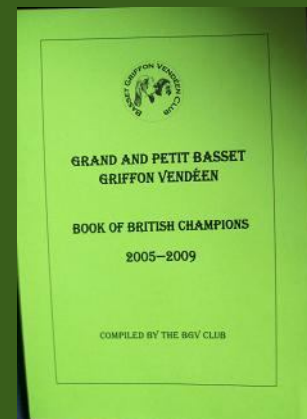 BASSET GRIFFON VENDEEN CLUB
GRAND AND PETIT BASSET
GRIFFON VENDÉEN
BOOK OF BRITISH CHAMPIONS
2005–2009
COMPILED BY THE BGV CLUB